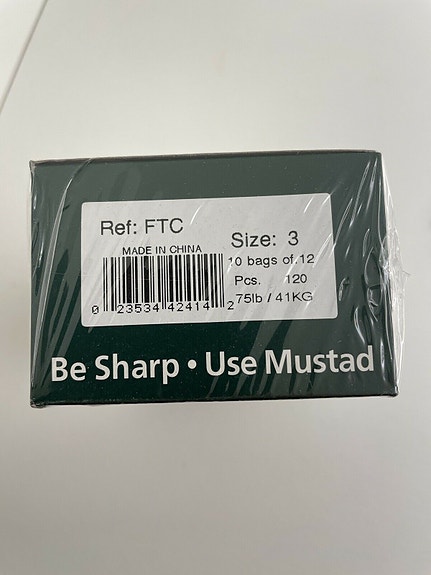 Ref: FTC
MADE IN CHINA
Size: 3
10 bags of 12
Pcs. 120
75lb / 41KG
0 23534 42414 2
Be Sharp • Use Mustad